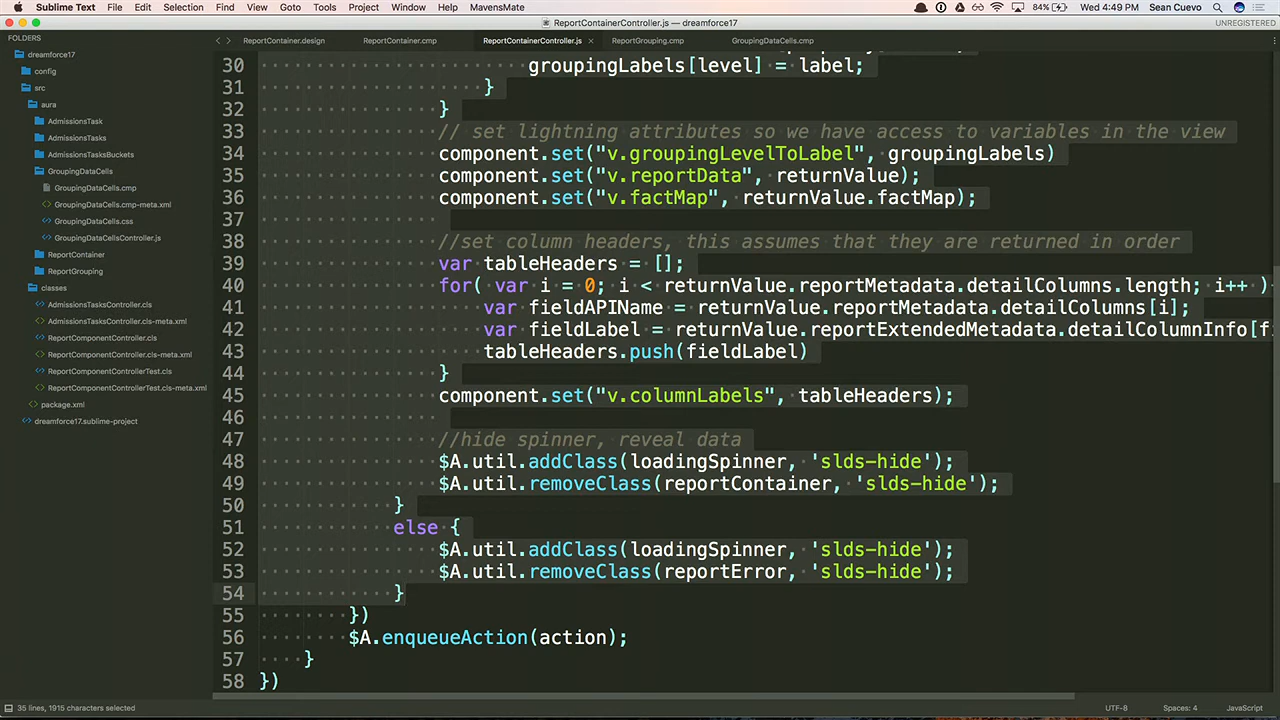 Sublime Text File Edit Selection Find View Goto Tools Project Window Help MavensMate 84% Wed 4:49 PM Sean Cuevo
ReportContainerController.js — dreamforce17 UNREGISTERED
FOLDERS
dreamforce17
config
src
aura
AdmissionsTask
AdmissionsTasks
AdmissionsTasksBuckets
GroupingDataCells
GroupingDataCells.cmp
GroupingDataCells.cmp-meta.xml
GroupingDataCells.css
GroupingDataCellsController.js
ReportContainer
ReportGrouping
classes
AdmissionsTasksController.cls
AdmissionsTasksController.cls-meta.xml
ReportComponentController.cls
ReportComponentController.cls-meta.xml
ReportComponentControllerTest.cls
ReportComponentControllerTest.cls-meta.xml
package.xml
dreamforce17.sublime-project
ReportContainer.design ReportContainer.cmp ReportContainerController.js ReportGrouping.cmp GroupingDataCells.cmp
30 groupingLabels[level] = label;
31 }
32 }
33 // set lightning attributes so we have access to variables in the view
34 component.set("v.groupingLevelToLabel", groupingLabels)
35 component.set("v.reportData", returnValue);
36 component.set("v.factMap", returnValue.factMap);
37
38 //set column headers, this assumes that they are returned in order
39 var tableHeaders = [];
40 for( var i = 0; i < returnValue.reportMetadata.detailColumns.length; i++ )
41 var fieldAPIName = returnValue.reportMetadata.detailColumns[i];
42 var fieldLabel = returnValue.reportExtendedMetadata.detailColumnInfo[f
43 tableHeaders.push(fieldLabel)
44 }
45 component.set("v.columnLabels", tableHeaders);
46
47 //hide spinner, reveal data
48 $A.util.addClass(loadingSpinner, 'slds-hide');
49 $A.util.removeClass(reportContainer, 'slds-hide');
50 }
51 else {
52 $A.util.addClass(loadingSpinner, 'slds-hide');
53 $A.util.removeClass(reportError, 'slds-hide');
54 }
55 })
56 $A.enqueueAction(action);
57 }
58 })
35 lines, 1915 characters selected UTF-8 Spaces: 4 JavaScript